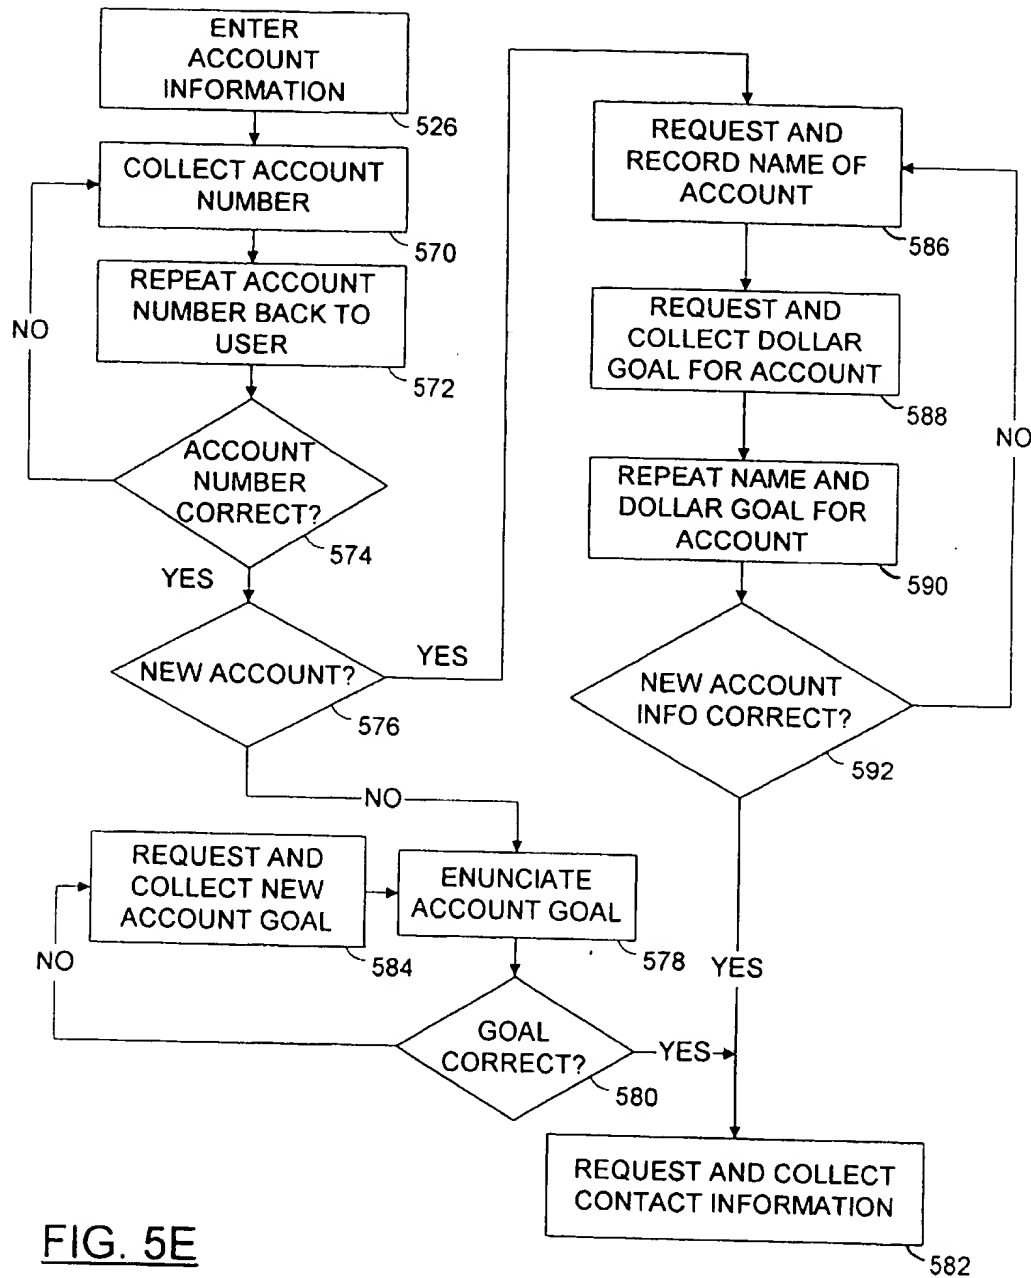 ENTER
ACCOUNT
INFORMATION
526
COLLECT ACCOUNT
NUMBER
570
REPEAT ACCOUNT
NUMBER BACK TO
USER
572
NO
ACCOUNT
NUMBER
CORRECT?
574
YES
NEW ACCOUNT?
576
YES
NO
REQUEST AND
COLLECT NEW
ACCOUNT GOAL
584
NO
ENUNCIATE
ACCOUNT GOAL
578
GOAL
CORRECT?
580
YES
REQUEST AND
RECORD NAME OF
ACCOUNT
586
REQUEST AND
COLLECT DOLLAR
GOAL FOR ACCOUNT
588
NO
REPEAT NAME AND
DOLLAR GOAL FOR
ACCOUNT
590
NEW ACCOUNT
INFO CORRECT?
592
YES
REQUEST AND COLLECT
CONTACT INFORMATION
582
FIG. 5E